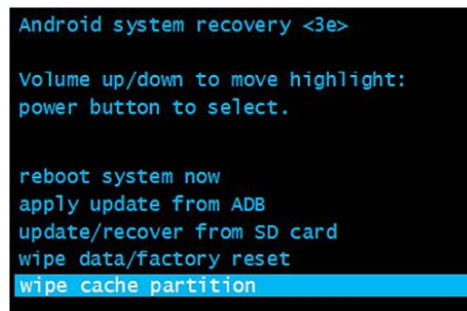 Android system recovery <3e>
Volume up/down to move highlight:
power button to select.
reboot system now
apply update from ADB
update/recover from SD card
wipe data/factory reset
wipe cache partition